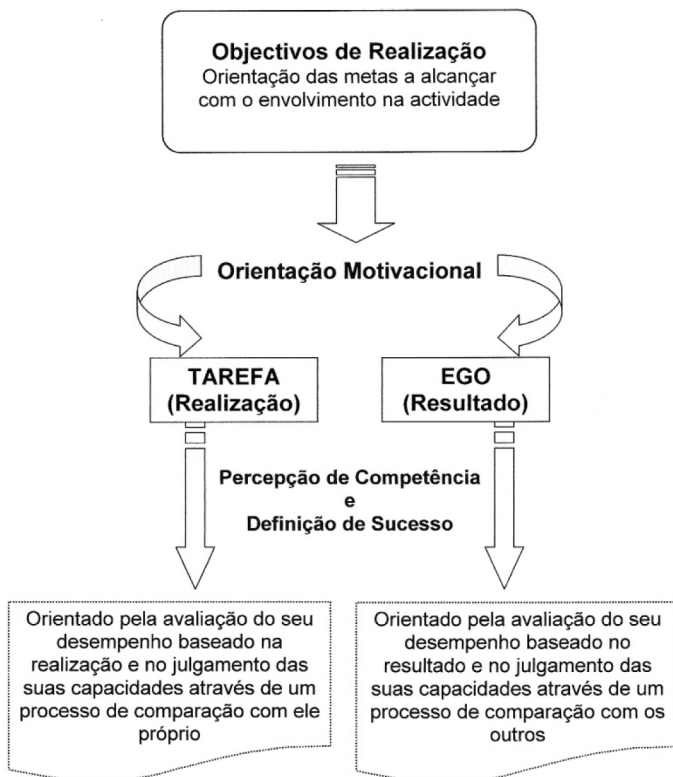 Objectivos de Realização
Orientação das metas a alcançar
com o envolvimento na actividade
Orientação Motivacional
TAREFA
(Realização)
EGO
(Resultado)
Percepção de Competência
e
Definição de Sucesso
Orientado pela avaliação do seu
desempenho baseado na
realização e no julgamento das
suas capacidades através de um
processo de comparação com ele
próprio
Orientado pela avaliação do seu
desempenho baseado no
resultado e no julgamento das
suas capacidades através de um
processo de comparação com os
outros